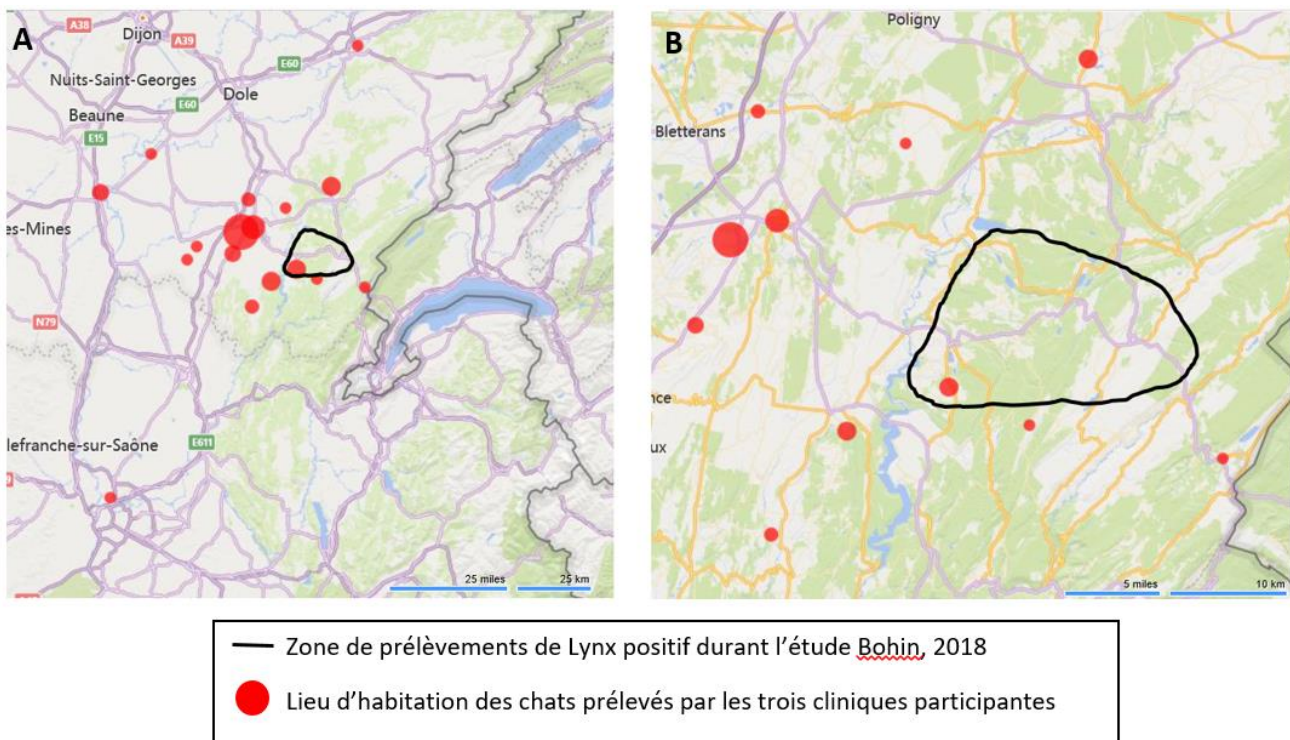 A
A38
Dijon
A39
E60
Nuits-Saint-Georges
Dole
E60
Beaune
E15
es-Mines
N79
E611
lefranche-sur-Saône
25 miles
25 km
B
Poligny
Bletterans
nce
ux
5 miles
10 km
Zone de prélèvements de Lynx positif durant l’étude Bohin, 2018
Lieu d’habitation des chats prélevés par les trois cliniques participantes